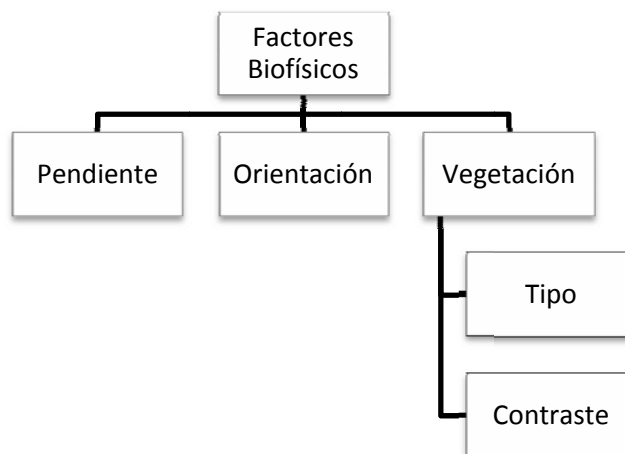 Factores
Biofísicos
Pendiente
Orientación
Vegetación
Tipo
Contraste